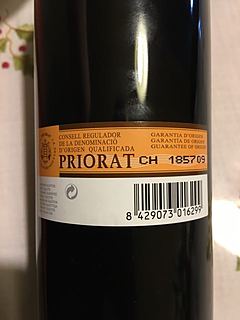 CONSELL REGULADOR
DE LA DENOMINACIÓ
D'ORIGEN QUALIFICADA
PRIORAT
GARANTIA D'ORIGEN
GARANTIA DE ORIGEN
GUARANTEE OF ORIGIN
CH 185709
8 429073 016299